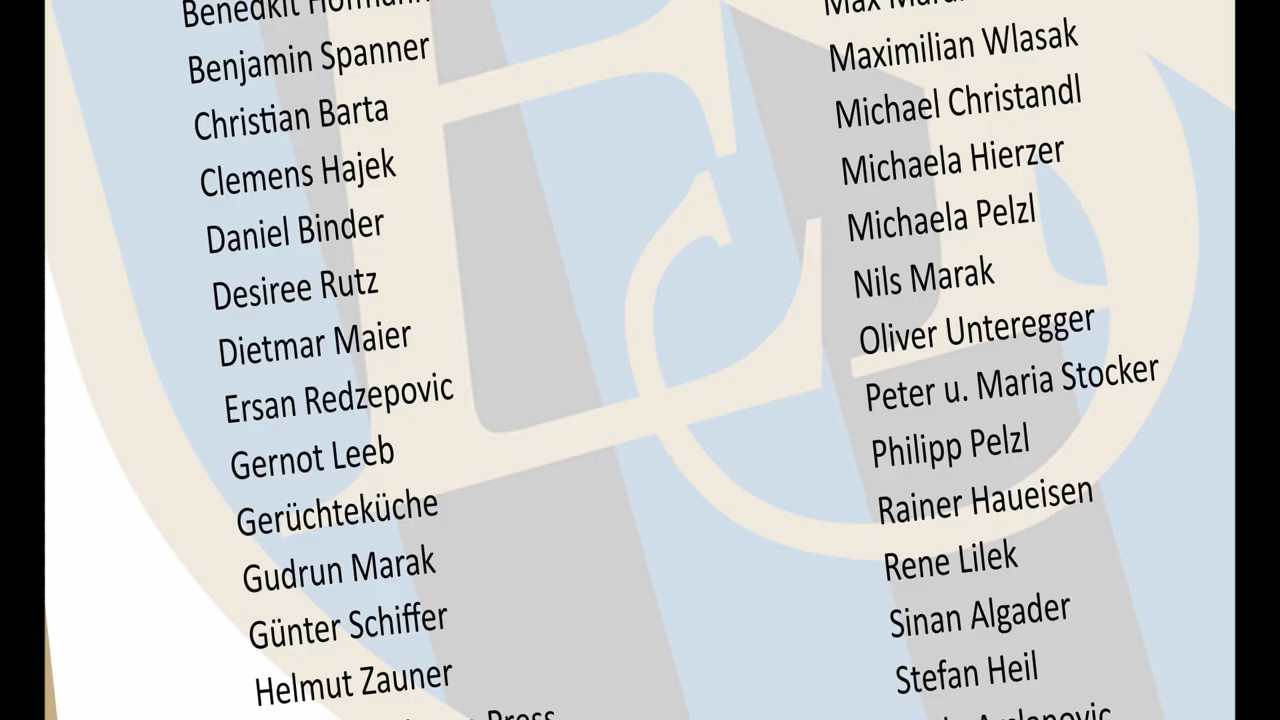 Benjamin Spanner
Christian Barta
Clemens Hajek
Daniel Binder
Desiree Rutz
Dietmar Maier
Ersan Redzepovic
Gernot Leeb
Gerüchteküche
Gudrun Marak
Günter Schiffer
Helmut Zauner
Press
Maximilian Wlasak
Michael Christandl
Michaela Hierzer
Michaela Pelzl
Nils Marak
Oliver Unteregger
Peter u. Maria Stocker
Philipp Pelzl
Rainer Haueisen
Rene Lilek
Sinan Algader
Stefan Heil